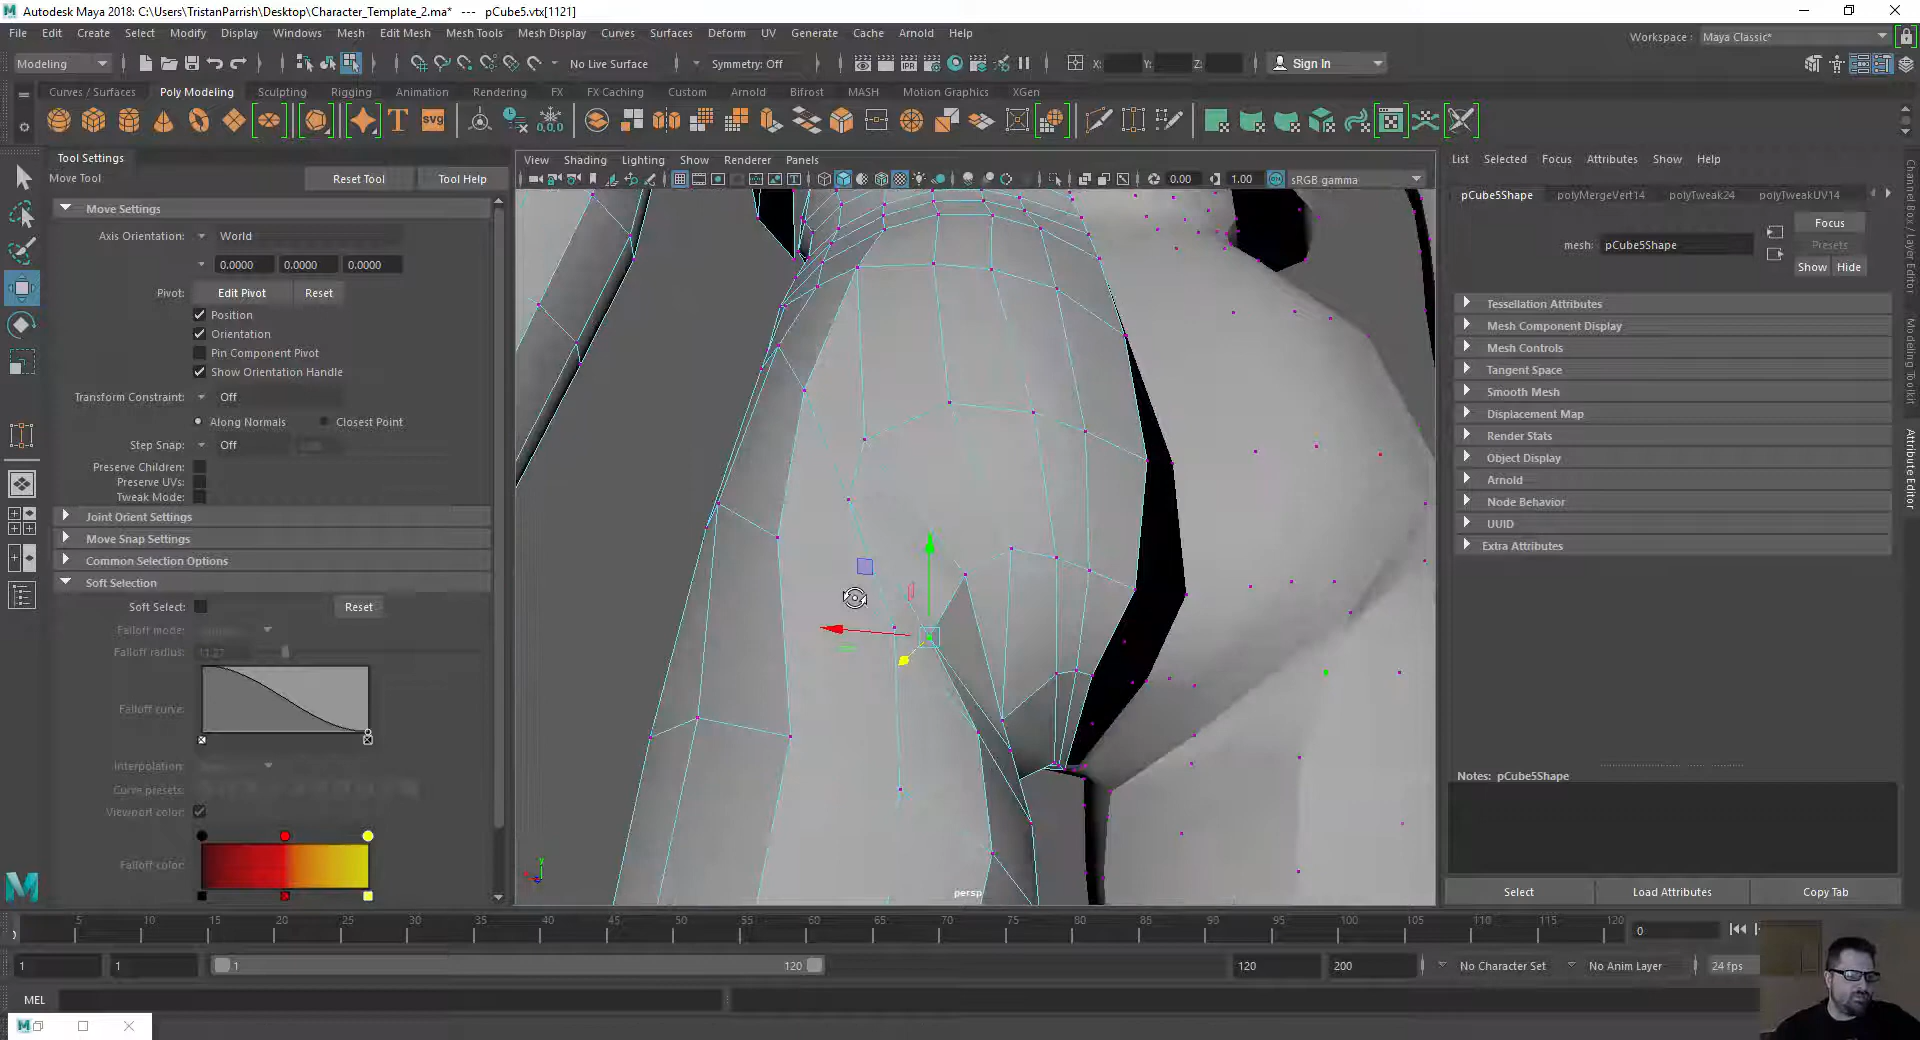 Autodesk Maya 2018: C:\Users\TristanParrish\Desktop\Character_Template_2.ma* --- pCube5.vtx[1121]
File Edit Create Select Modify Display Windows Mesh Edit Mesh Mesh Tools Mesh Display Curves Surfaces Deform UV Generate Cache Arnold Help
Workspace : Maya Classic*
Modeling No Live Surface Symmetry: Off X: Y: Z: Sign In
Curves / Surfaces Poly Modeling Sculpting Rigging Animation Rendering FX FX Caching Custom Arnold Bifrost MASH Motion Graphics XGen
T SVG 0,0,0
Tool Settings
Move Tool Reset Tool Tool Help
Move Settings
Axis Orientation: World
0.0000 0.0000 0.0000
Pivot: Edit Pivot Reset
Position
Orientation
Pin Component Pivot
Show Orientation Handle
Transform Constraint: Off
Along Normals Closest Point
Step Snap: Off
Preserve Children:
Preserve UVs:
Tweak Mode:
Joint Orient Settings
Move Snap Settings
Common Selection Options
Soft Selection
Soft Select: Reset
Falloff mode:
Falloff radius:
Falloff curve:
Interpolation:
Curve presets:
Viewport color:
Falloff color:
View Shading Lighting Show Renderer Panels
0.00 1.00 sRGB gamma
y
persp
List Selected Focus Attributes Show Help
pCube5Shape polyMergeVert14 polyTweak24 polyTweakUV14
Focus
mesh: pCube5Shape Presets
Show Hide
Tessellation Attributes
Mesh Component Display
Mesh Controls
Tangent Space
Smooth Mesh
Displacement Map
Render Stats
Object Display
Arnold
Node Behavior
UUID
Extra Attributes
Notes: pCube5Shape
Select Load Attributes Copy Tab
Channel Box / Layer Editor
Modeling Toolkit
Attribute Editor
5 10 15 20 25 30 35 40 45 50 55 60 65 70 75 80 85 90 95 100 105 110 115 120
0
1 1 1 120 120 200 No Character Set No Anim Layer 24 fps
MEL